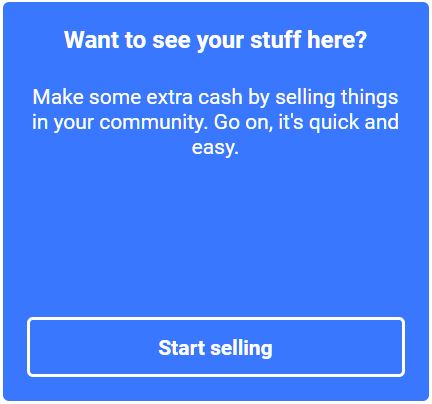 Want to see your stuff here?
Make some extra cash by selling things
in your community. Go on, it's quick and
easy.
Start selling